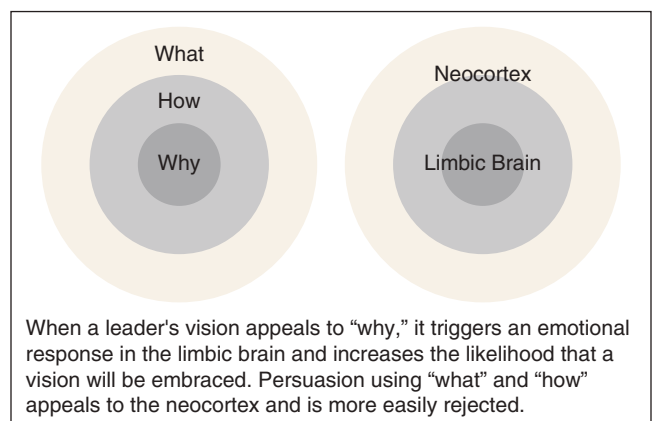 What
How
Why
Neocortex
Limbic Brain
When a leader's vision appeals to “why,” it triggers an emotional
response in the limbic brain and increases the likelihood that a
vision will be embraced. Persuasion using “what” and “how”
appeals to the neocortex and is more easily rejected.